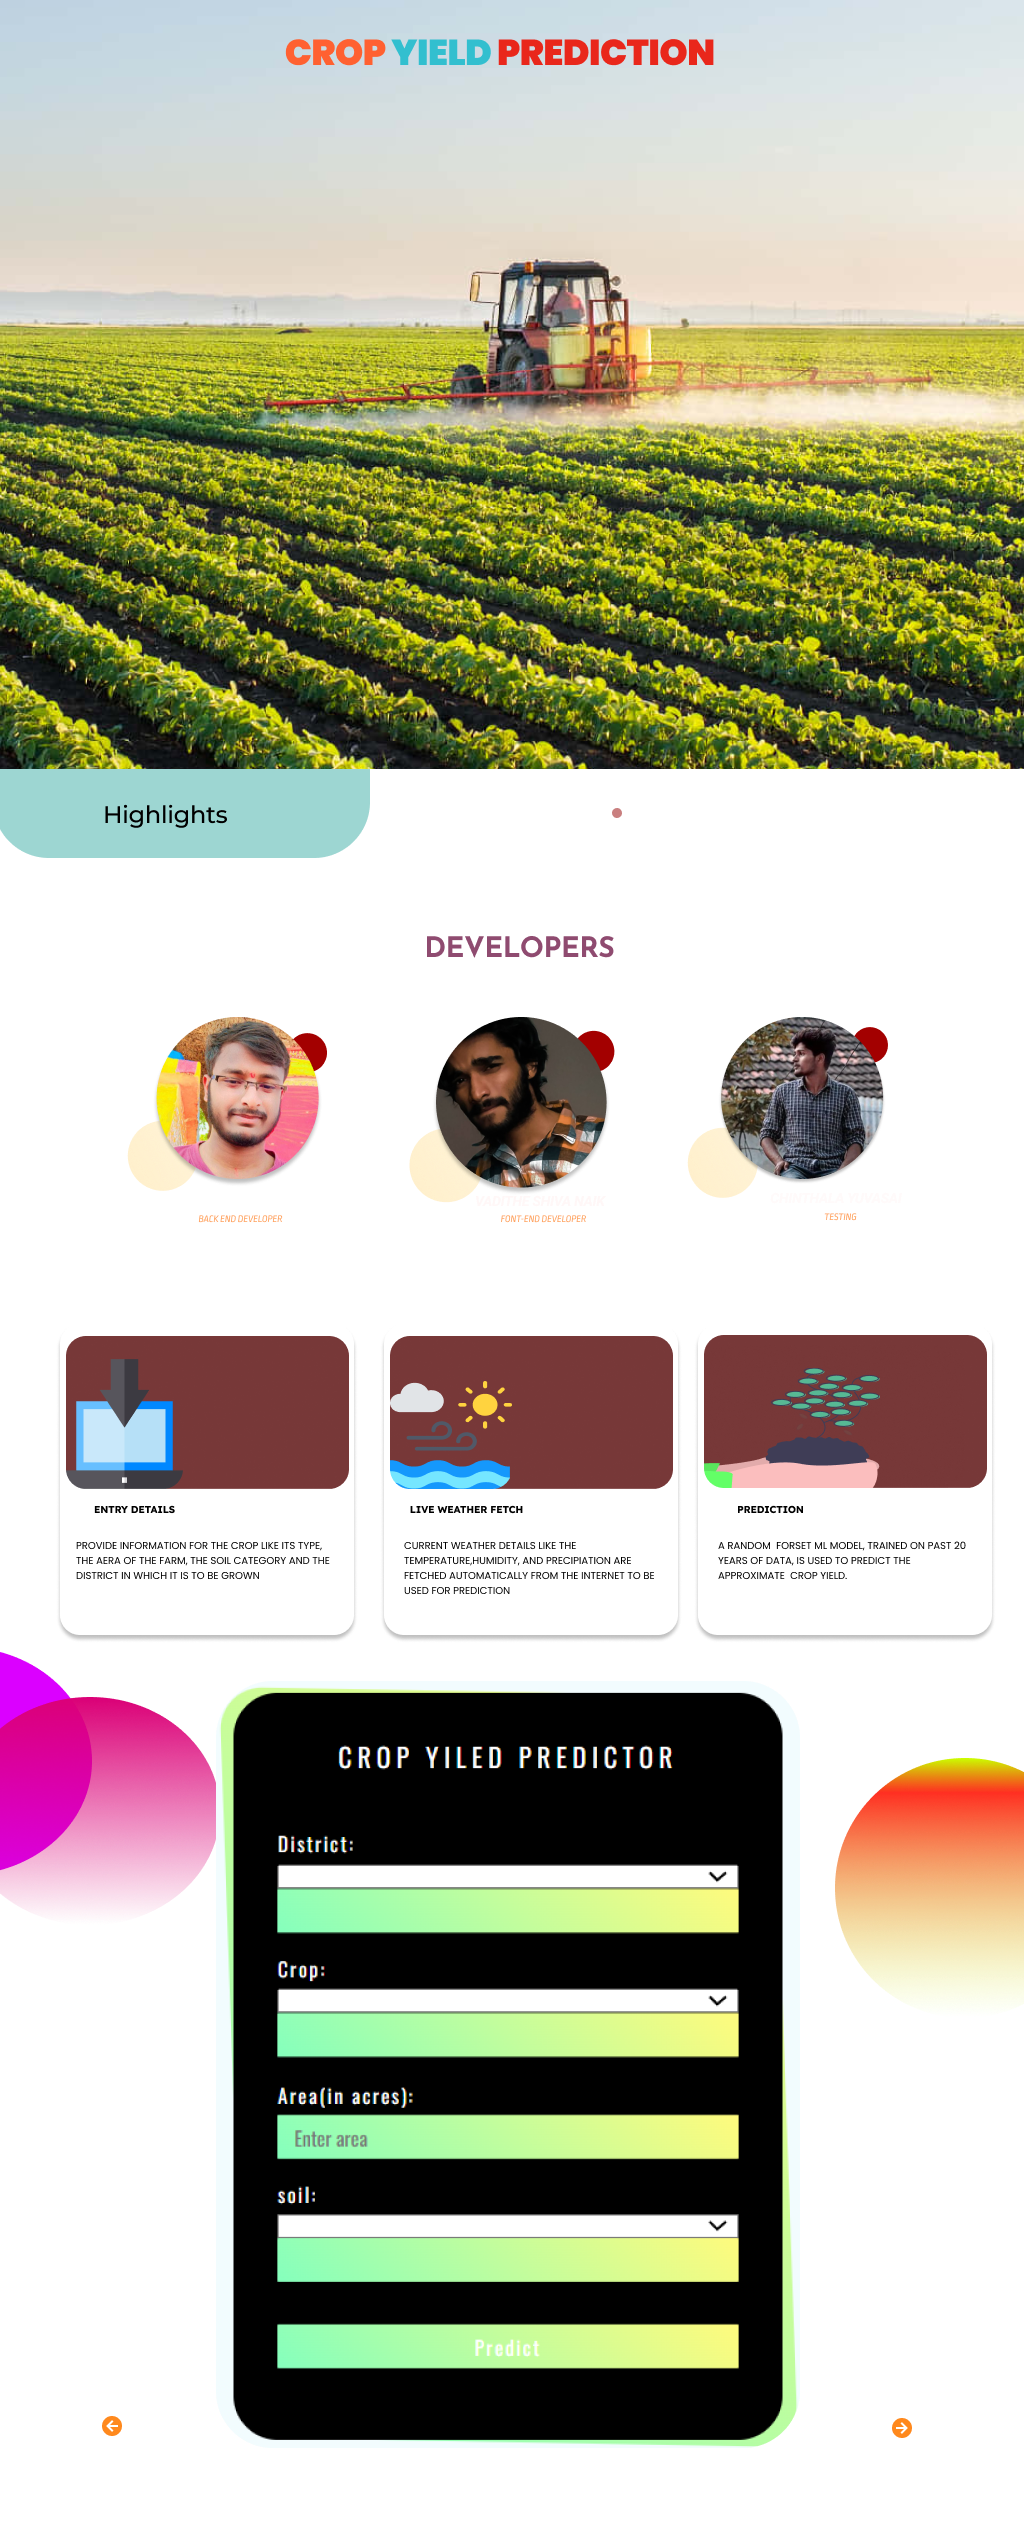 CROP YIELD PREDICTION
Highlights
DEVELOPERS
VADITHE SHIVA NAIK
CHINTHALA YUVASAI
BACK END DEVELOPER
FONT-END DEVELOPER
TESTING
ENTRY DETAILS
PROVIDE INFORMATION FOR THE CROP LIKE ITS TYPE,
THE AERA OF THE FARM, THE SOIL CATEGORY AND THE
DISTRICT IN WHICH IT IS TO BE GROWN
LIVE WEATHER FETCH
CURRENT WEATHER DETAILS LIKE THE
TEMPERATURE,HUMIDITY, AND PRECIPIATION ARE
FETCHED AUTOMATICALLY FROM THE INTERNET TO BE
USED FOR PREDICTION
PREDICTION
A RANDOM FORSET ML MODEL, TRAINED ON PAST 20
YEARS OF DATA, IS USED TO PREDICT THE
APPROXIMATE CROP YIELD.
CROP YILED PREDICTOR
District:
Crop:
Area(in acres):
Enter area
soil:
Predict